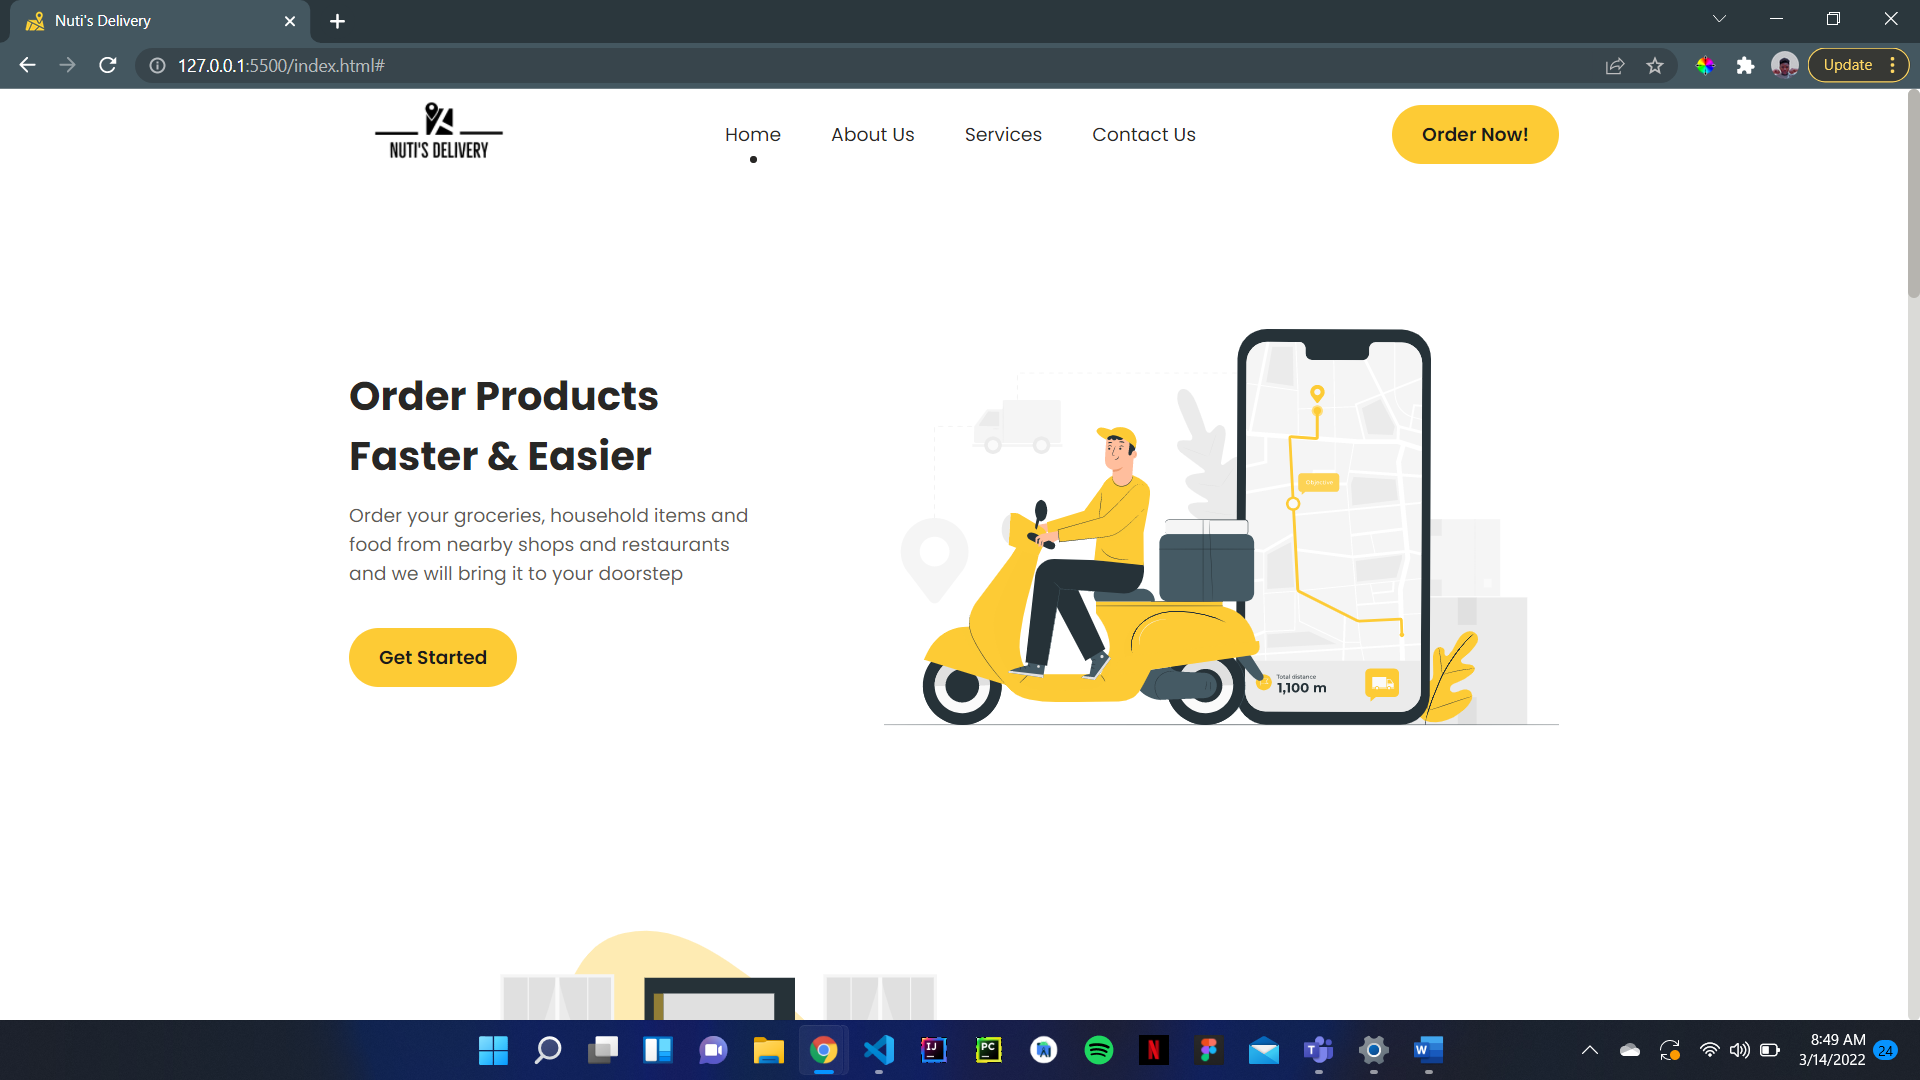 Nuti's Delivery
127.0.0.1:5500/index.html#
Update
NUTI'S DELIVERY
Home
About Us
Services
Contact Us
Order Now!
Order Products
Faster & Easier
Order your groceries, household items and
food from nearby shops and restaurants
and we will bring it to your doorstep
Get Started
Total distance
1,100 m
IJ
PC
N
T
W
8:49 AM
3/14/2022
24